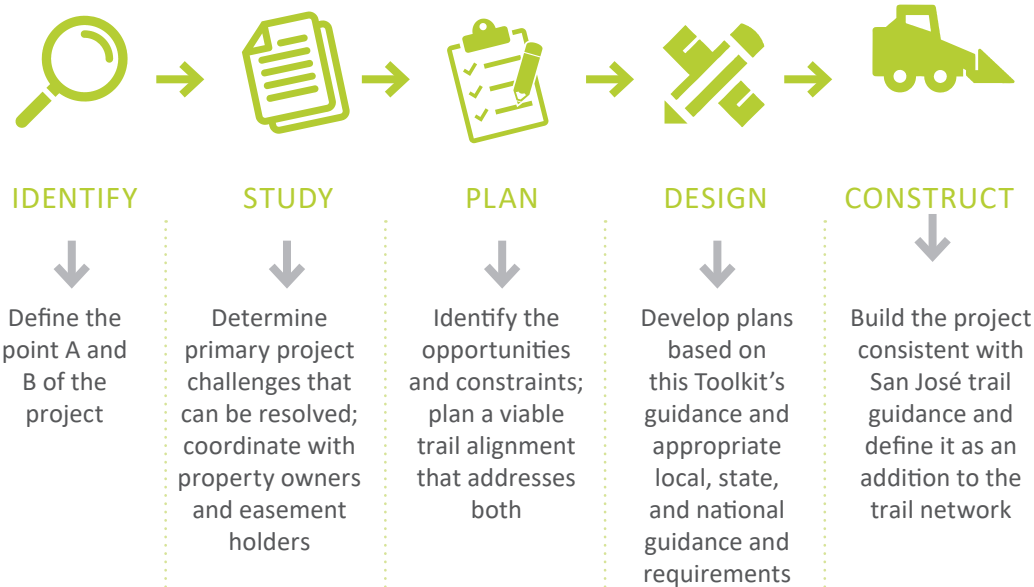 IDENTIFY
Define the
point A and
B of the
project
STUDY
Determine
primary project
challenges that
can be resolved;
coordinate with
property owners
and easement
holders
PLAN
Identify the
opportunities
and constraints;
plan a viable
trail alignment
that addresses
both
DESIGN
Develop plans
based on
this Toolkit’s
guidance and
appropriate
local, state,
and national
guidance and
requirements
CONSTRUCT
Build the project
consistent with
San José trail
guidance and
define it as an
addition to the
trail network